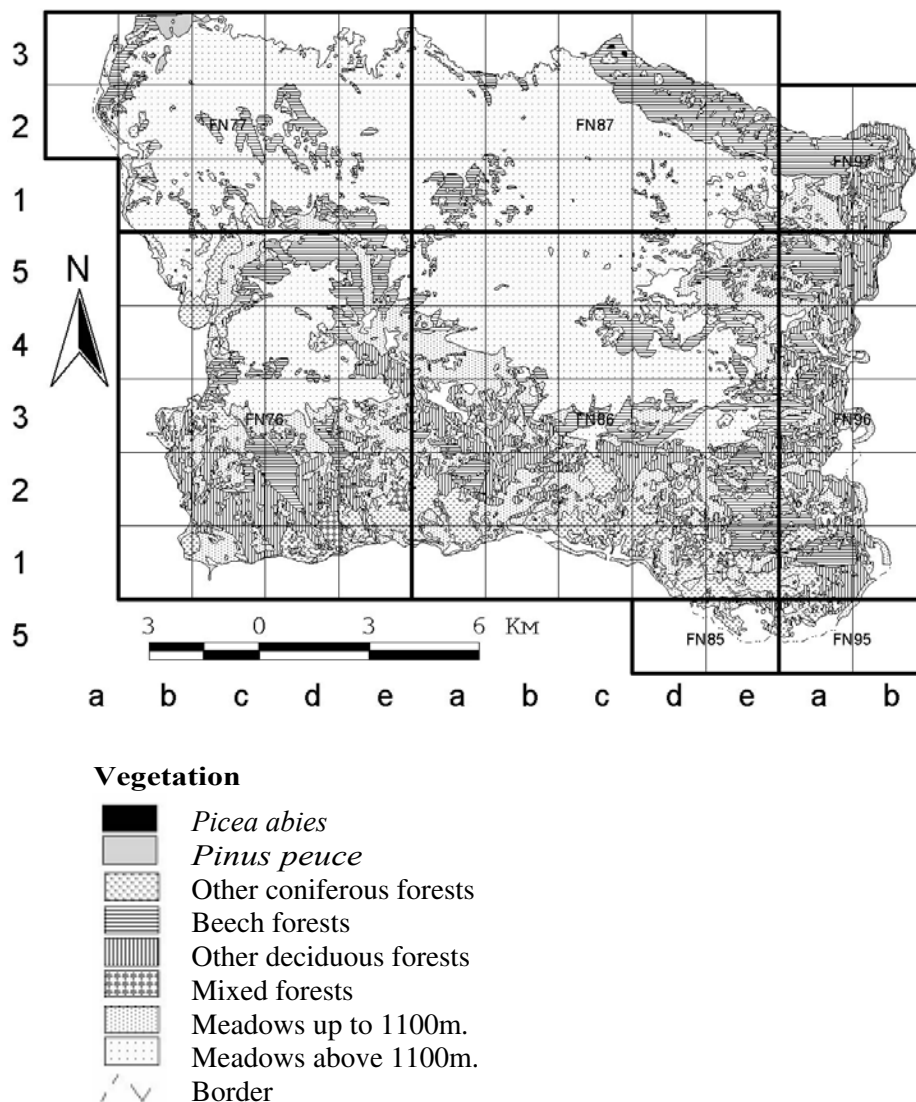 3
2
FN77
FN87
FN97
1
5
N
4
3
FN76
FN86
FN96
2
1
5
3 0 3 6 Км
FN85
FN95
a b c d e a b c d e a b
Vegetation
Picea abies
Pinus peuce
Other coniferous forests
Beech forests
Other deciduous forests
Mixed forests
Meadows up to 1100m.
Meadows above 1100m.
Border